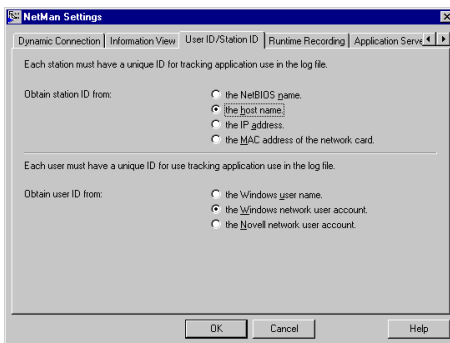 NetMan Settings
Dynamic Connection Information View User ID/Station ID Runtime Recording Application Serve
Each station must have a unique ID for tracking application use in the log file.
Obtain station ID from:
the NetBIOS name.
the host name.
the IP address.
the MAC address of the network card.
Each user must have a unique ID for use tracking application use in the log file.
Obtain user ID from:
the Windows user name.
the Windows network user account.
the Novell network user account.
OK Cancel Help